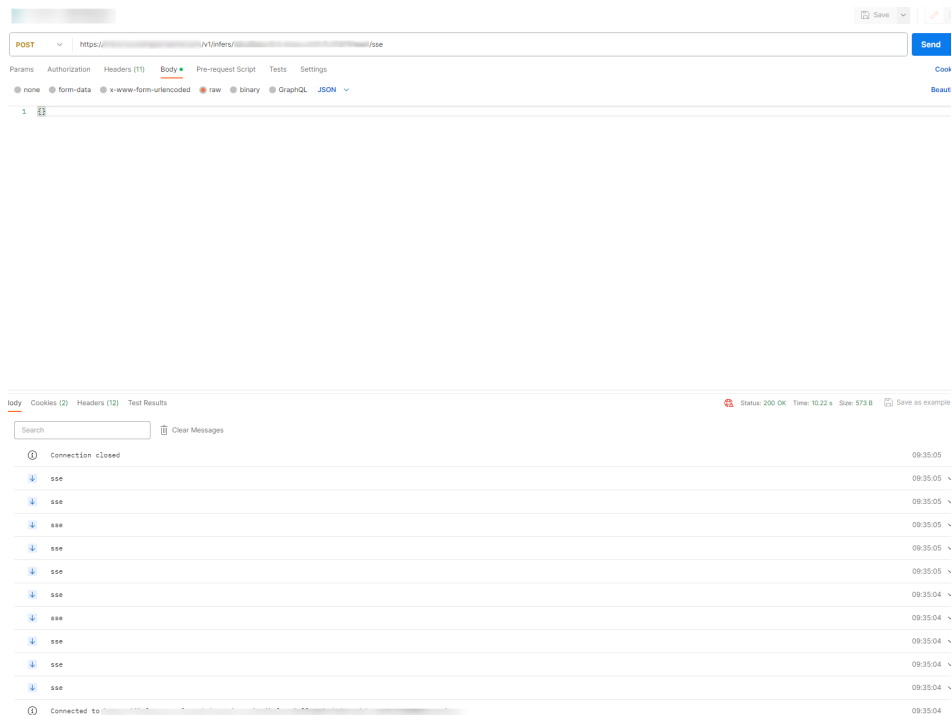 Save
POST https:// /v1/infers/ /sse Send
Params Authorization Headers (11) Body Pre-request Script Tests Settings Cook
none form-data x-www-form-urlencoded raw binary GraphQL JSON Beaut
1 {}
lody Cookies (2) Headers (12) Test Results Status: 200 OK Time: 10.22 s Size: 573 B Save as example
Search Clear Messages
Connection closed 09:35:05
sse 09:35:05
sse 09:35:05
sse 09:35:05
sse 09:35:05
sse 09:35:05
sse 09:35:04
sse 09:35:04
sse 09:35:04
sse 09:35:04
sse 09:35:04
Connected to 09:35:04